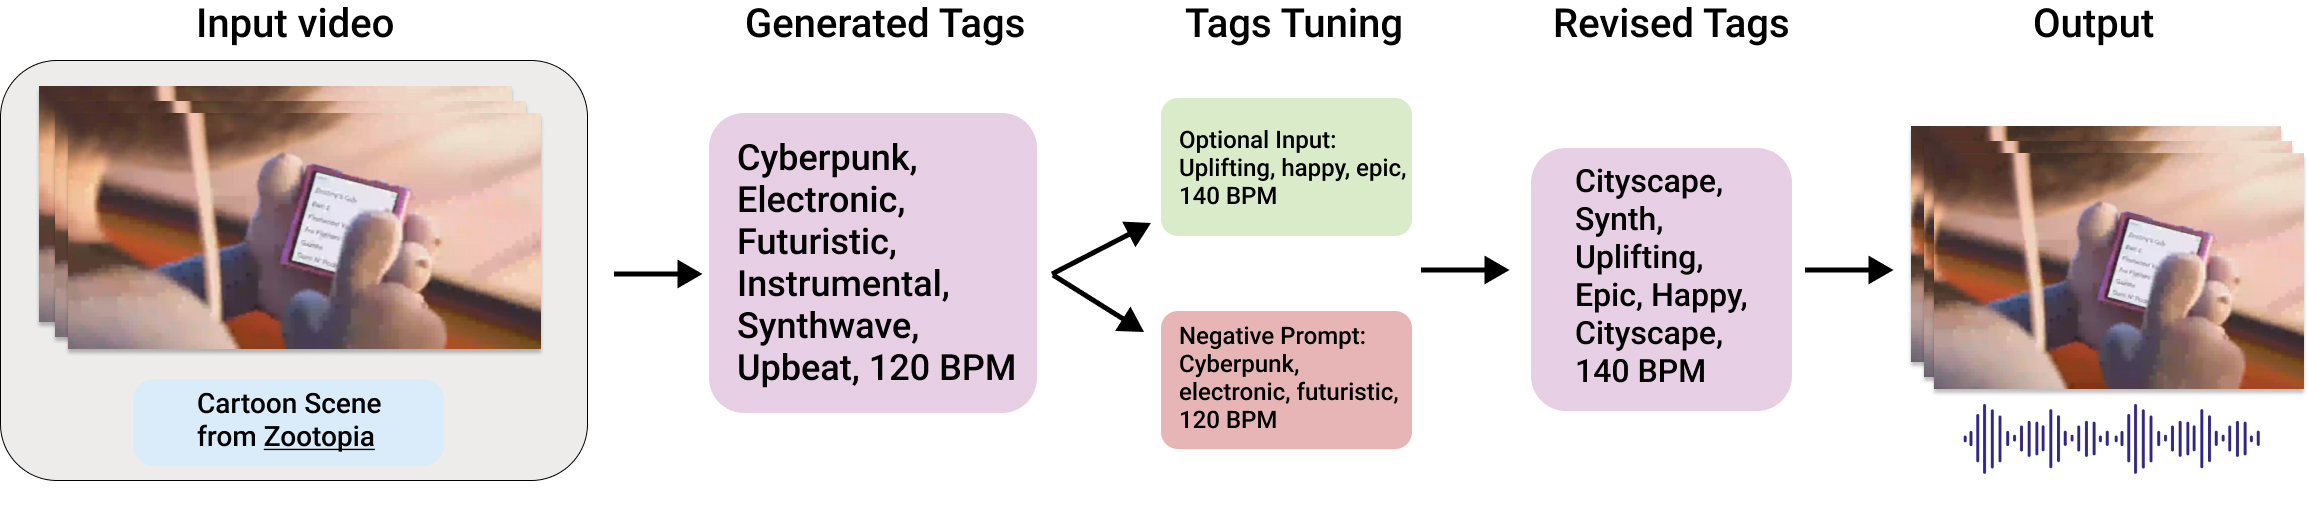 Input video
Generated Tags
Tags Tuning
Revised Tags
Output
Cartoon Scene
from Zootopia
Cyberpunk,
Electronic,
Futuristic,
Instrumental,
Synthwave,
Upbeat, 120 BPM
Optional Input:
Uplifting, happy, epic,
140 BPM
Negative Prompt:
Cyberpunk,
electronic, futuristic,
120 BPM
Cityscape,
Synth,
Uplifting,
Epic, Happy,
Cityscape,
140 BPM